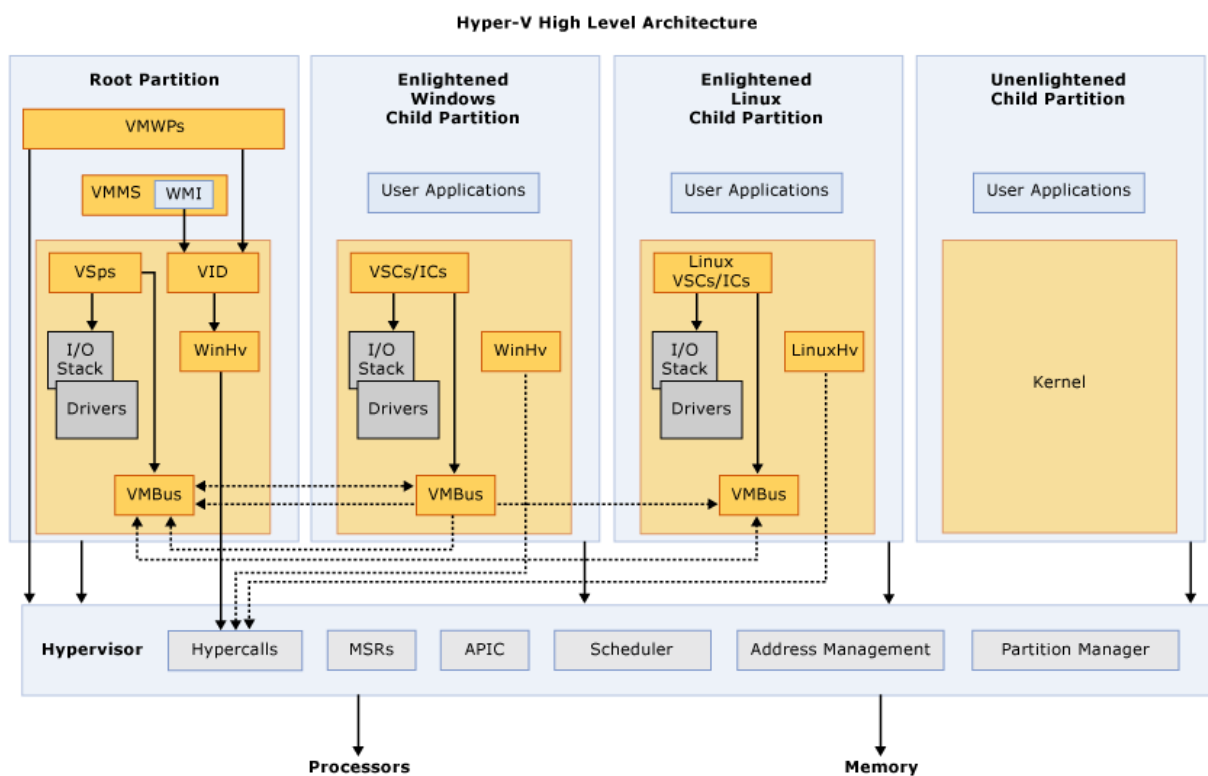 Hyper-V High Level Architecture
Root Partition
VMWPs
VMMS
WMI
VSps
VID
I/O
Stack
Drivers
WinHv
VMBus
Enlightened
Windows
Child Partition
User Applications
VSCs/ICs
I/O
Stack
Drivers
WinHv
VMBus
Enlightened
Linux
Child Partition
User Applications
Linux
VSCs/ICs
I/O
Stack
Drivers
LinuxHv
VMBus
Unenlightened
Child Partition
User Applications
Kernel
Hypervisor
Hypercalls
MSRs
APIC
Scheduler
Address Management
Partition Manager
Processors
Memory